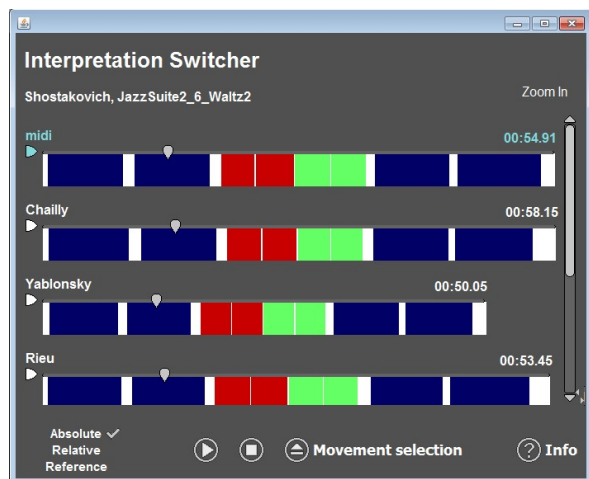 Interpretation Switcher
Shostakovich, JazzSuite2_6_Waltz2
Zoom In
midi
00:54.91
Chailly
00:58.15
Yablonsky
00:50.05
Rieu
00:53.45
Absolute ✓
Relative
Reference
Movement selection
? Info